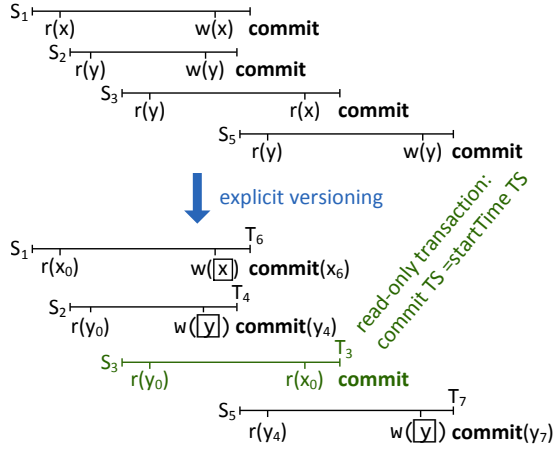 S₁ r(x) w(x) commit
S₂ r(y) w(y) commit
S₃ r(y) r(x) commit
S₅ r(y) w(y) commit
explicit versioning
read-only transaction:
commit TS =startTime TS
S₁ T₆
r(x₀) w(x) commit(x₆)
S₂ T₄
r(y₀) w(y) commit(y₄)
S₃ T₃
r(y₀) r(x₀) commit
S₅ T₇
r(y₄) w(y) commit(y₇)